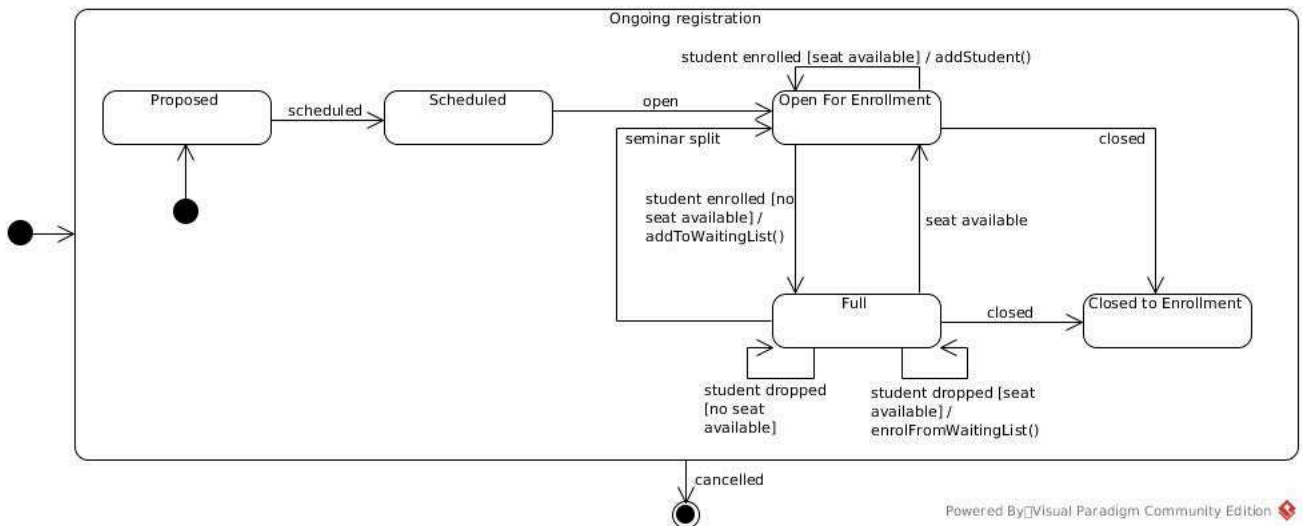 Ongoing registration
student enrolled [seat available] / addStudent()
Proposed
scheduled
Scheduled
open
Open For Enrollment
seminar split
closed
student enrolled [no
seat available] /
addToWaitingList()
seat available
Full
closed
Closed to Enrollment
student dropped
[no seat
available]
student dropped [seat
available] /
enrolFromWaitingList()
cancelled
Powered By▯Visual Paradigm Community Edition